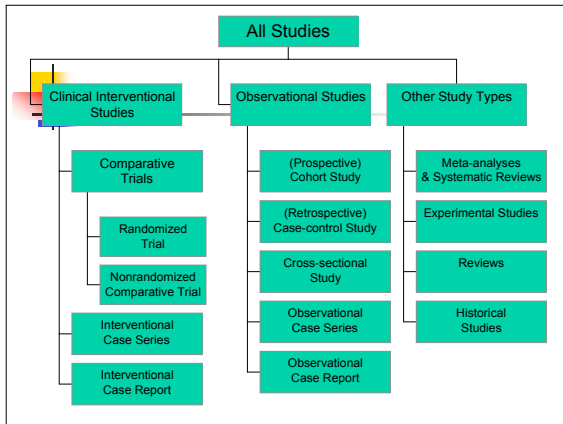 All Studies
Clinical Interventional
Studies
Comparative
Trials
Randomized
Trial
Nonrandomized
Comparative Trial
Interventional
Case Series
Interventional
Case Report
Observational Studies
(Prospective)
Cohort Study
(Retrospective)
Case-control Study
Cross-sectional
Study
Observational
Case Series
Observational
Case Report
Other Study Types
Meta-analyses
& Systematic Reviews
Experimental Studies
Reviews
Historical
Studies